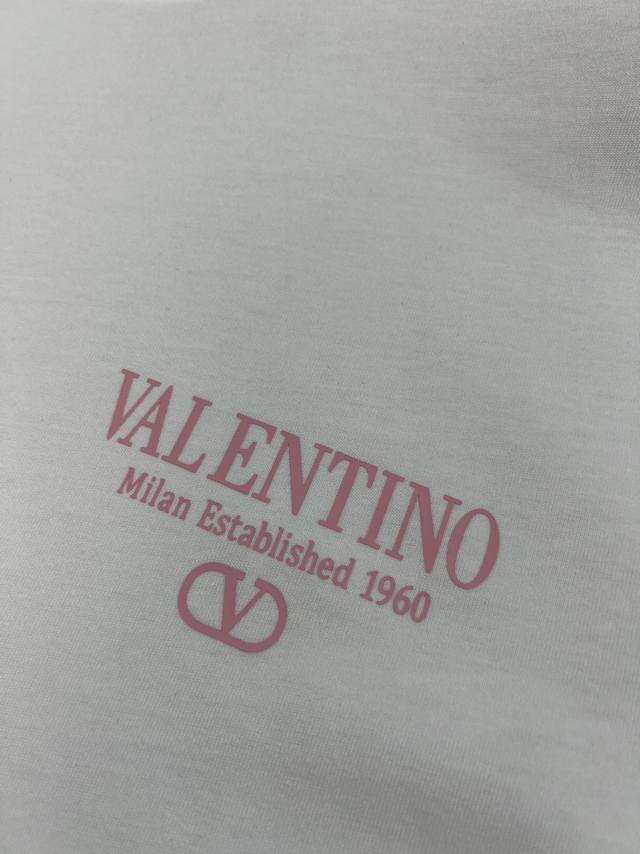 VALENTINO
Milan Established 1960
V